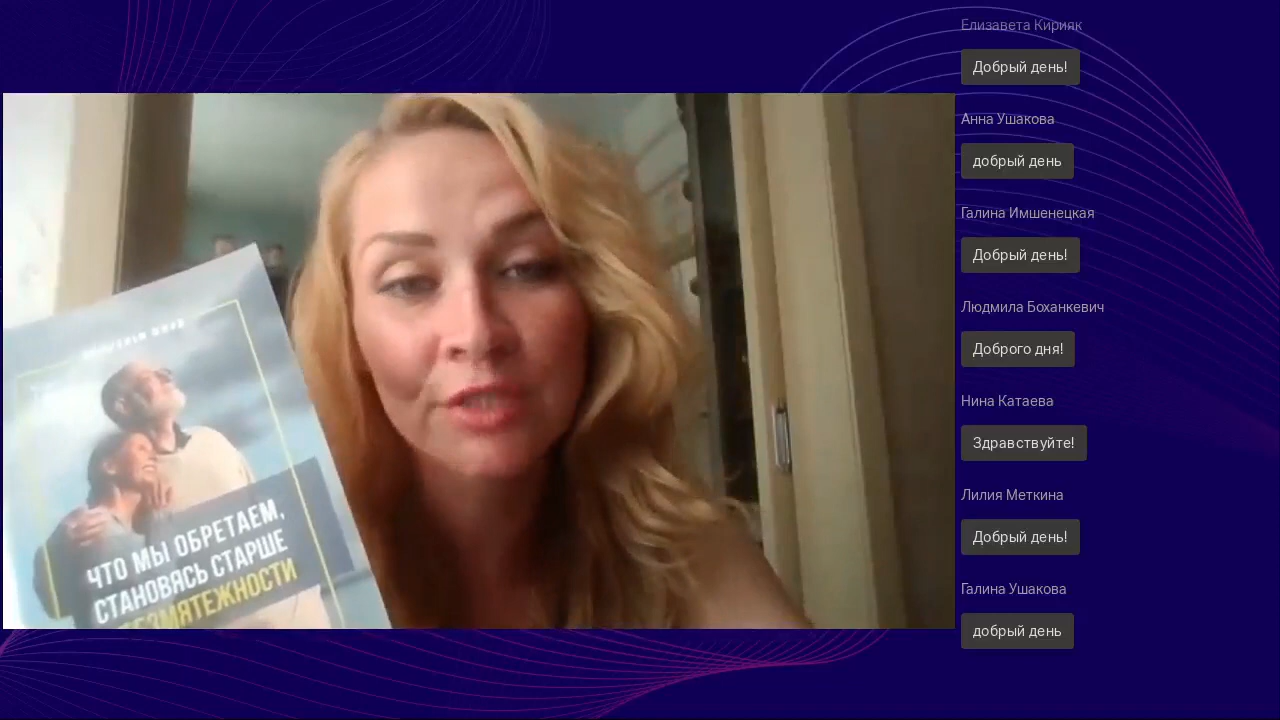 Елизавета Кирияк
Добрый день!
Анна Ушакова
добрый день
Галина Имшенецкая
Добрый день!
Людмила Боханкевич
Доброго дня!
Нина Катаева
Здравствуйте!
Лилия Меткина
Добрый день!
Галина Ушакова
добрый день
ЧТО МЫ ОБРЕТАЕМ,
СТАНОВЯСЬ СТАРШЕ